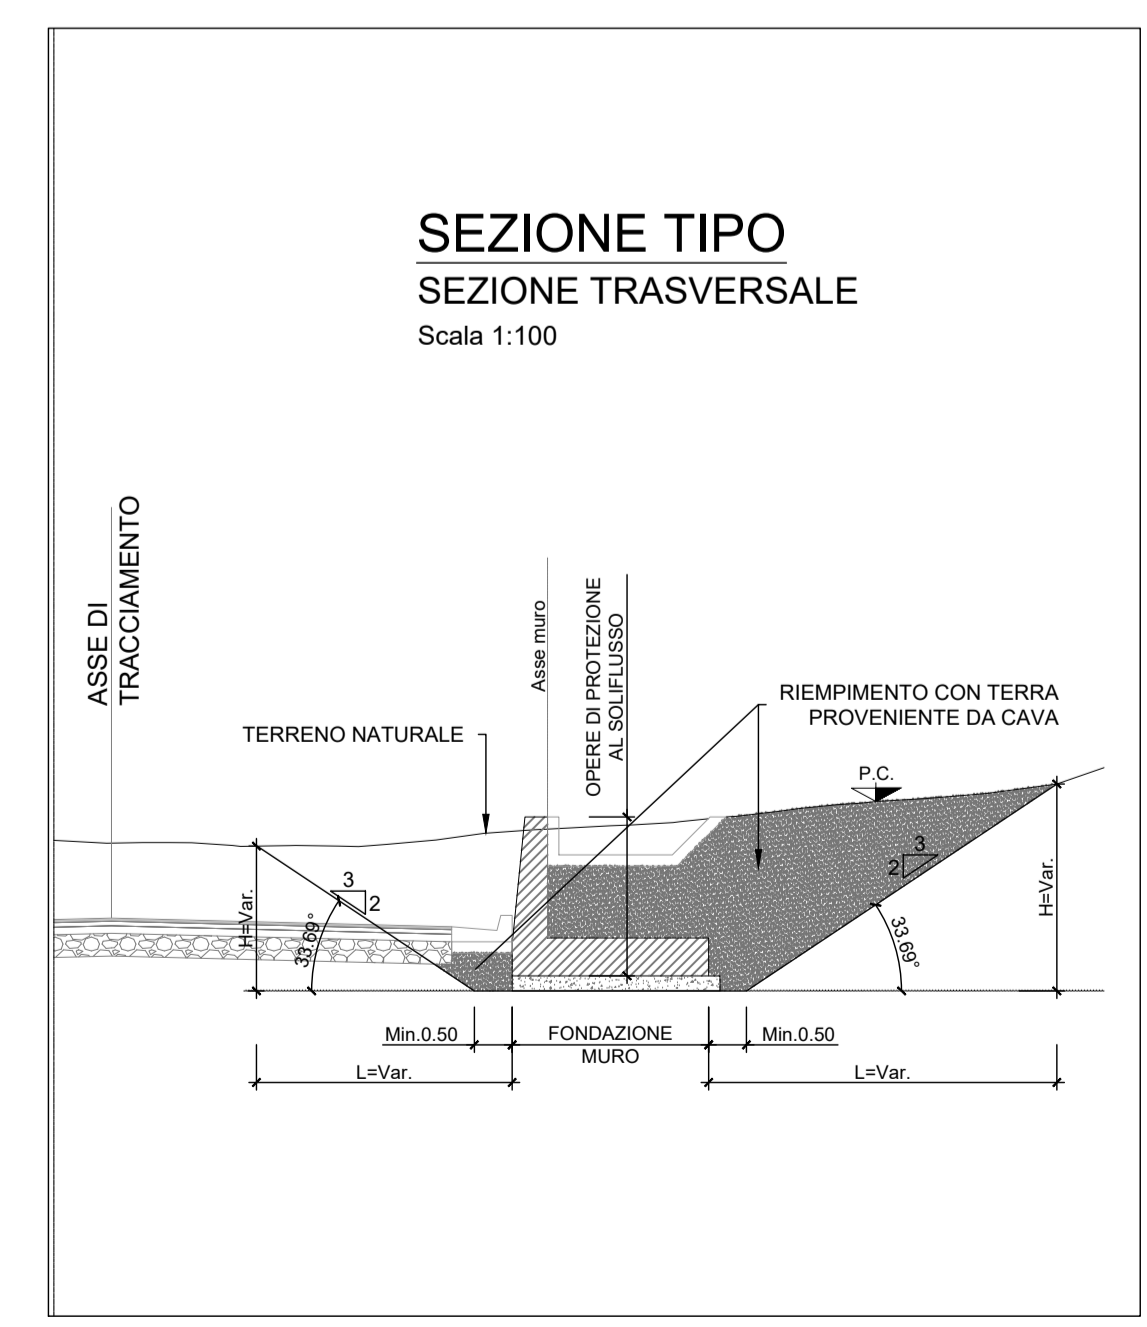 SEZIONE TIPO
SEZIONE TRASVERSALE
Scala 1:100
ASSE DI
TRACCIAMENTO
Asse muro
OPERE DI PROTEZIONE
AL SOLIFLUSSO
RIEMPIMENTO CON TERRA
PROVENIENTE DA CAVA
TERRENO NATURALE
P.C.
3
2
3
2
H=Var.
H=Var.
33.69°
33.69°
Min.0.50
FONDAZIONE
MURO
Min.0.50
L=Var.
L=Var.